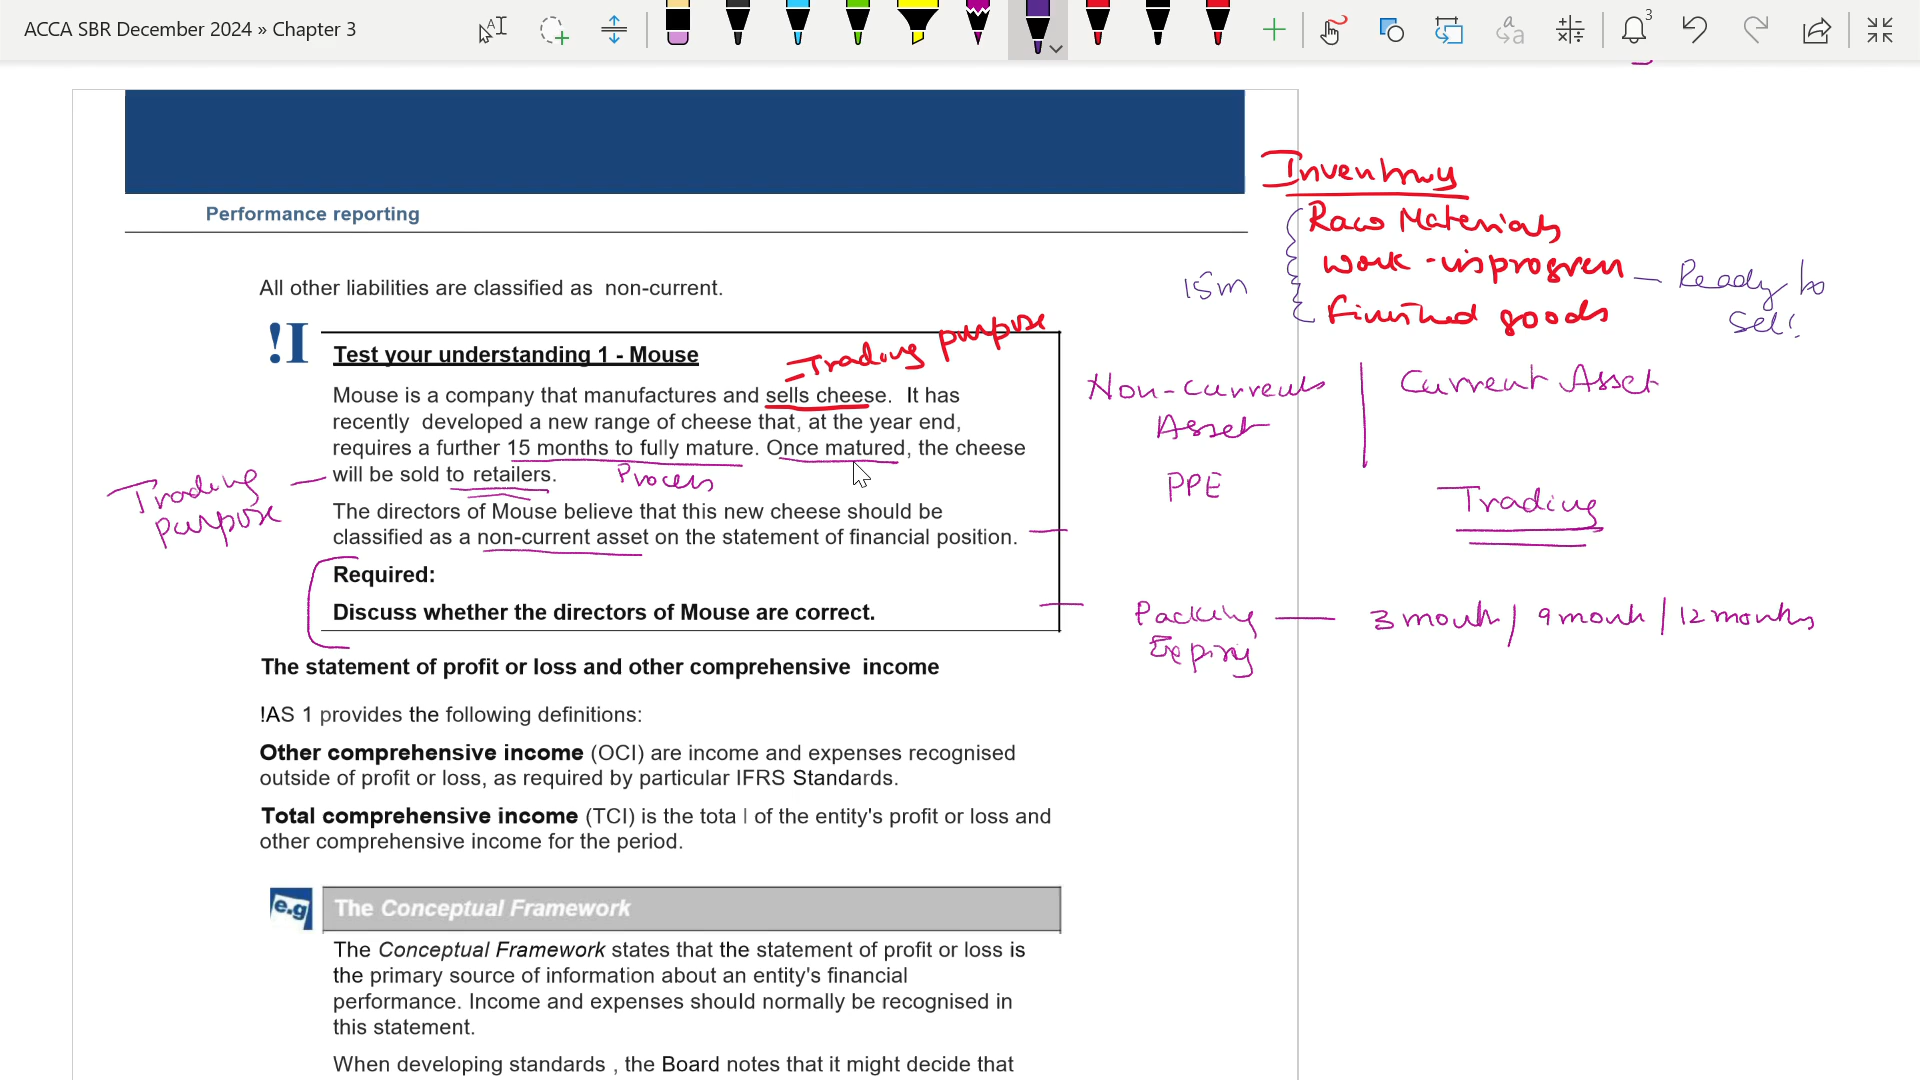 ACCA SBR December 2024 » Chapter 3
3
Performance reporting
All other liabilities are classified as non-current.
!I
Test your understanding 1 - Mouse
=Trading purpose
Mouse is a company that manufactures and sells cheese. It has
recently developed a new range of cheese that, at the year end,
requires a further 15 months to fully mature. Once matured, the cheese
will be sold to retailers.
Process
Trading
purpose
The directors of Mouse believe that this new cheese should be
classified as a non-current asset on the statement of financial position.
Required:
Discuss whether the directors of Mouse are correct.
The statement of profit or loss and other comprehensive income
!AS 1 provides the following definitions:
Other comprehensive income (OCI) are income and expenses recognised
outside of profit or loss, as required by particular IFRS Standards.
Total comprehensive income (TCI) is the tota l of the entity's profit or loss and
other comprehensive income for the period.
e.g
The Conceptual Framework
The Conceptual Framework states that the statement of profit or loss is
the primary source of information about an entity's financial
performance. Income and expenses should normally be recognised in
this statement.
When developing standards , the Board notes that it might decide that
Inventory
Raw Materials
work-inprogress
Finished goods
15m
Ready to
sell
Non-current
Asset
PPE
Current Asset
Trading
Packing
3 month / 9 month / 12 months